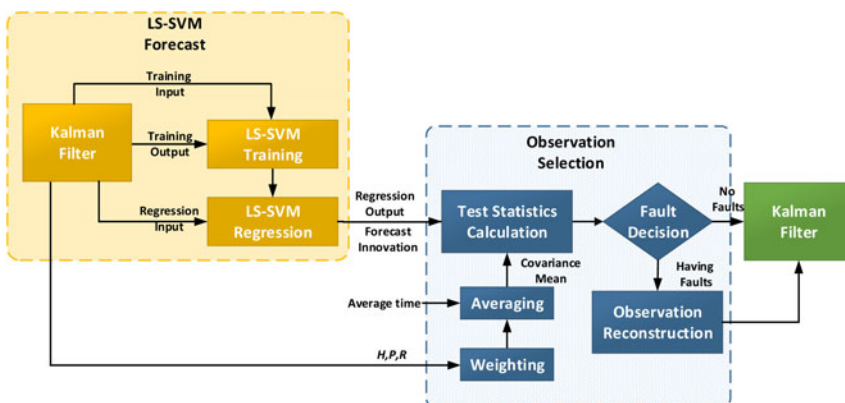 LS-SVM
Forecast
Training
Input
Kalman
Filter
Training
Output
LS-SVM
Training
Regression
Input
LS-SVM
Regression
Regression
Output
Forecast
Innovation
Observation
Selection
Test Statistics
Calculation
Fault
Decision
No
Faults
Kalman
Filter
Covariance
Mean
Having
Faults
Average time
Averaging
Observation
Reconstruction
H,P,R
Weighting